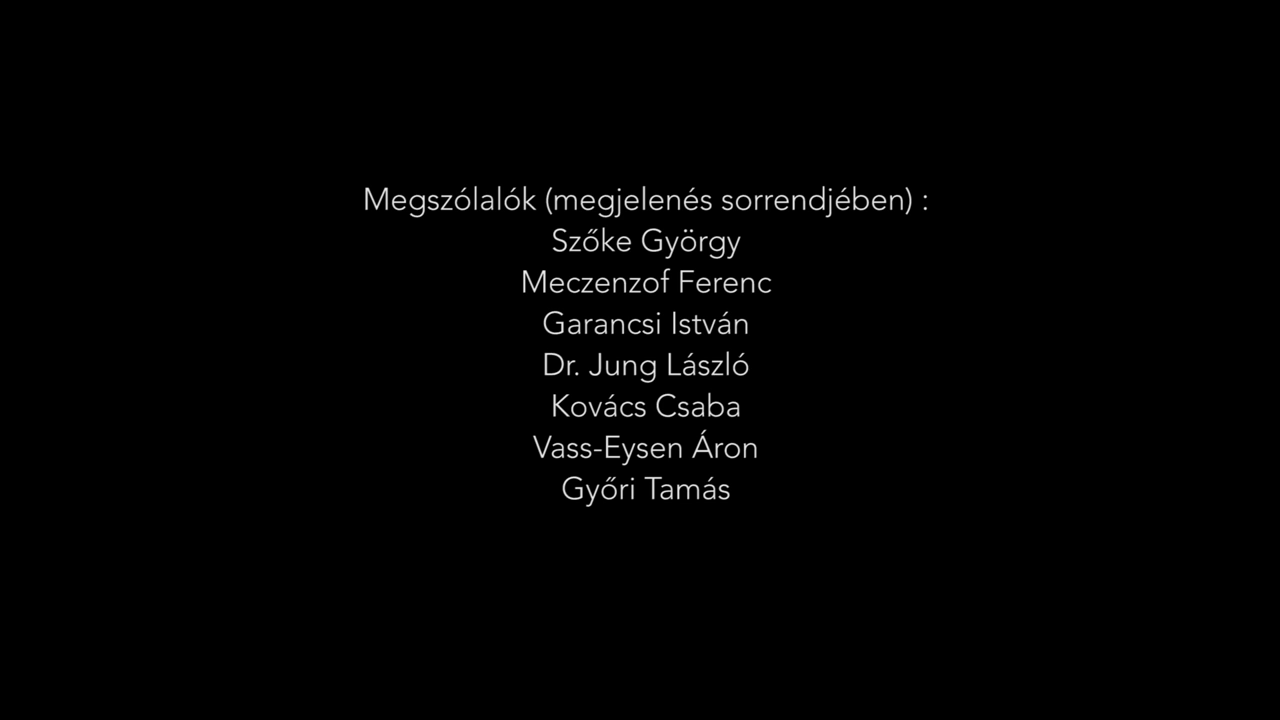 Megszólalók (megjelenés sorrendjében) :
Szőke György
Meczenzof Ferenc
Garancsi István
Dr. Jung László
Kovács Csaba
Vass-Eysen Áron
Győri Tamás